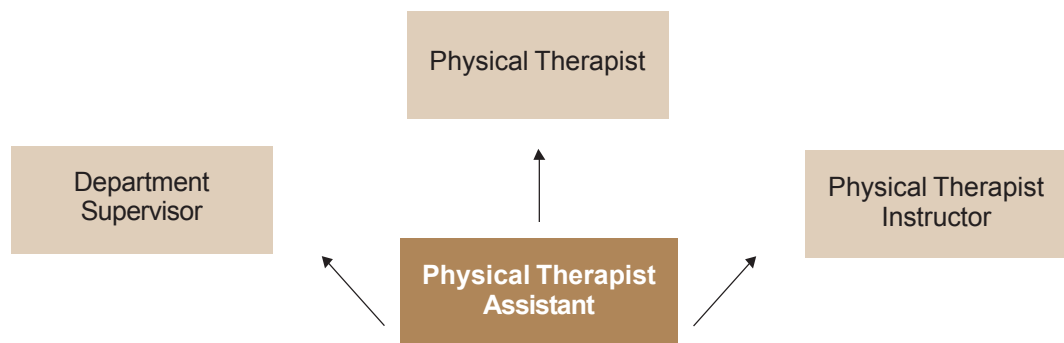 Physical Therapist
Department
Supervisor
Physical Therapist
Instructor
Physical Therapist
Assistant